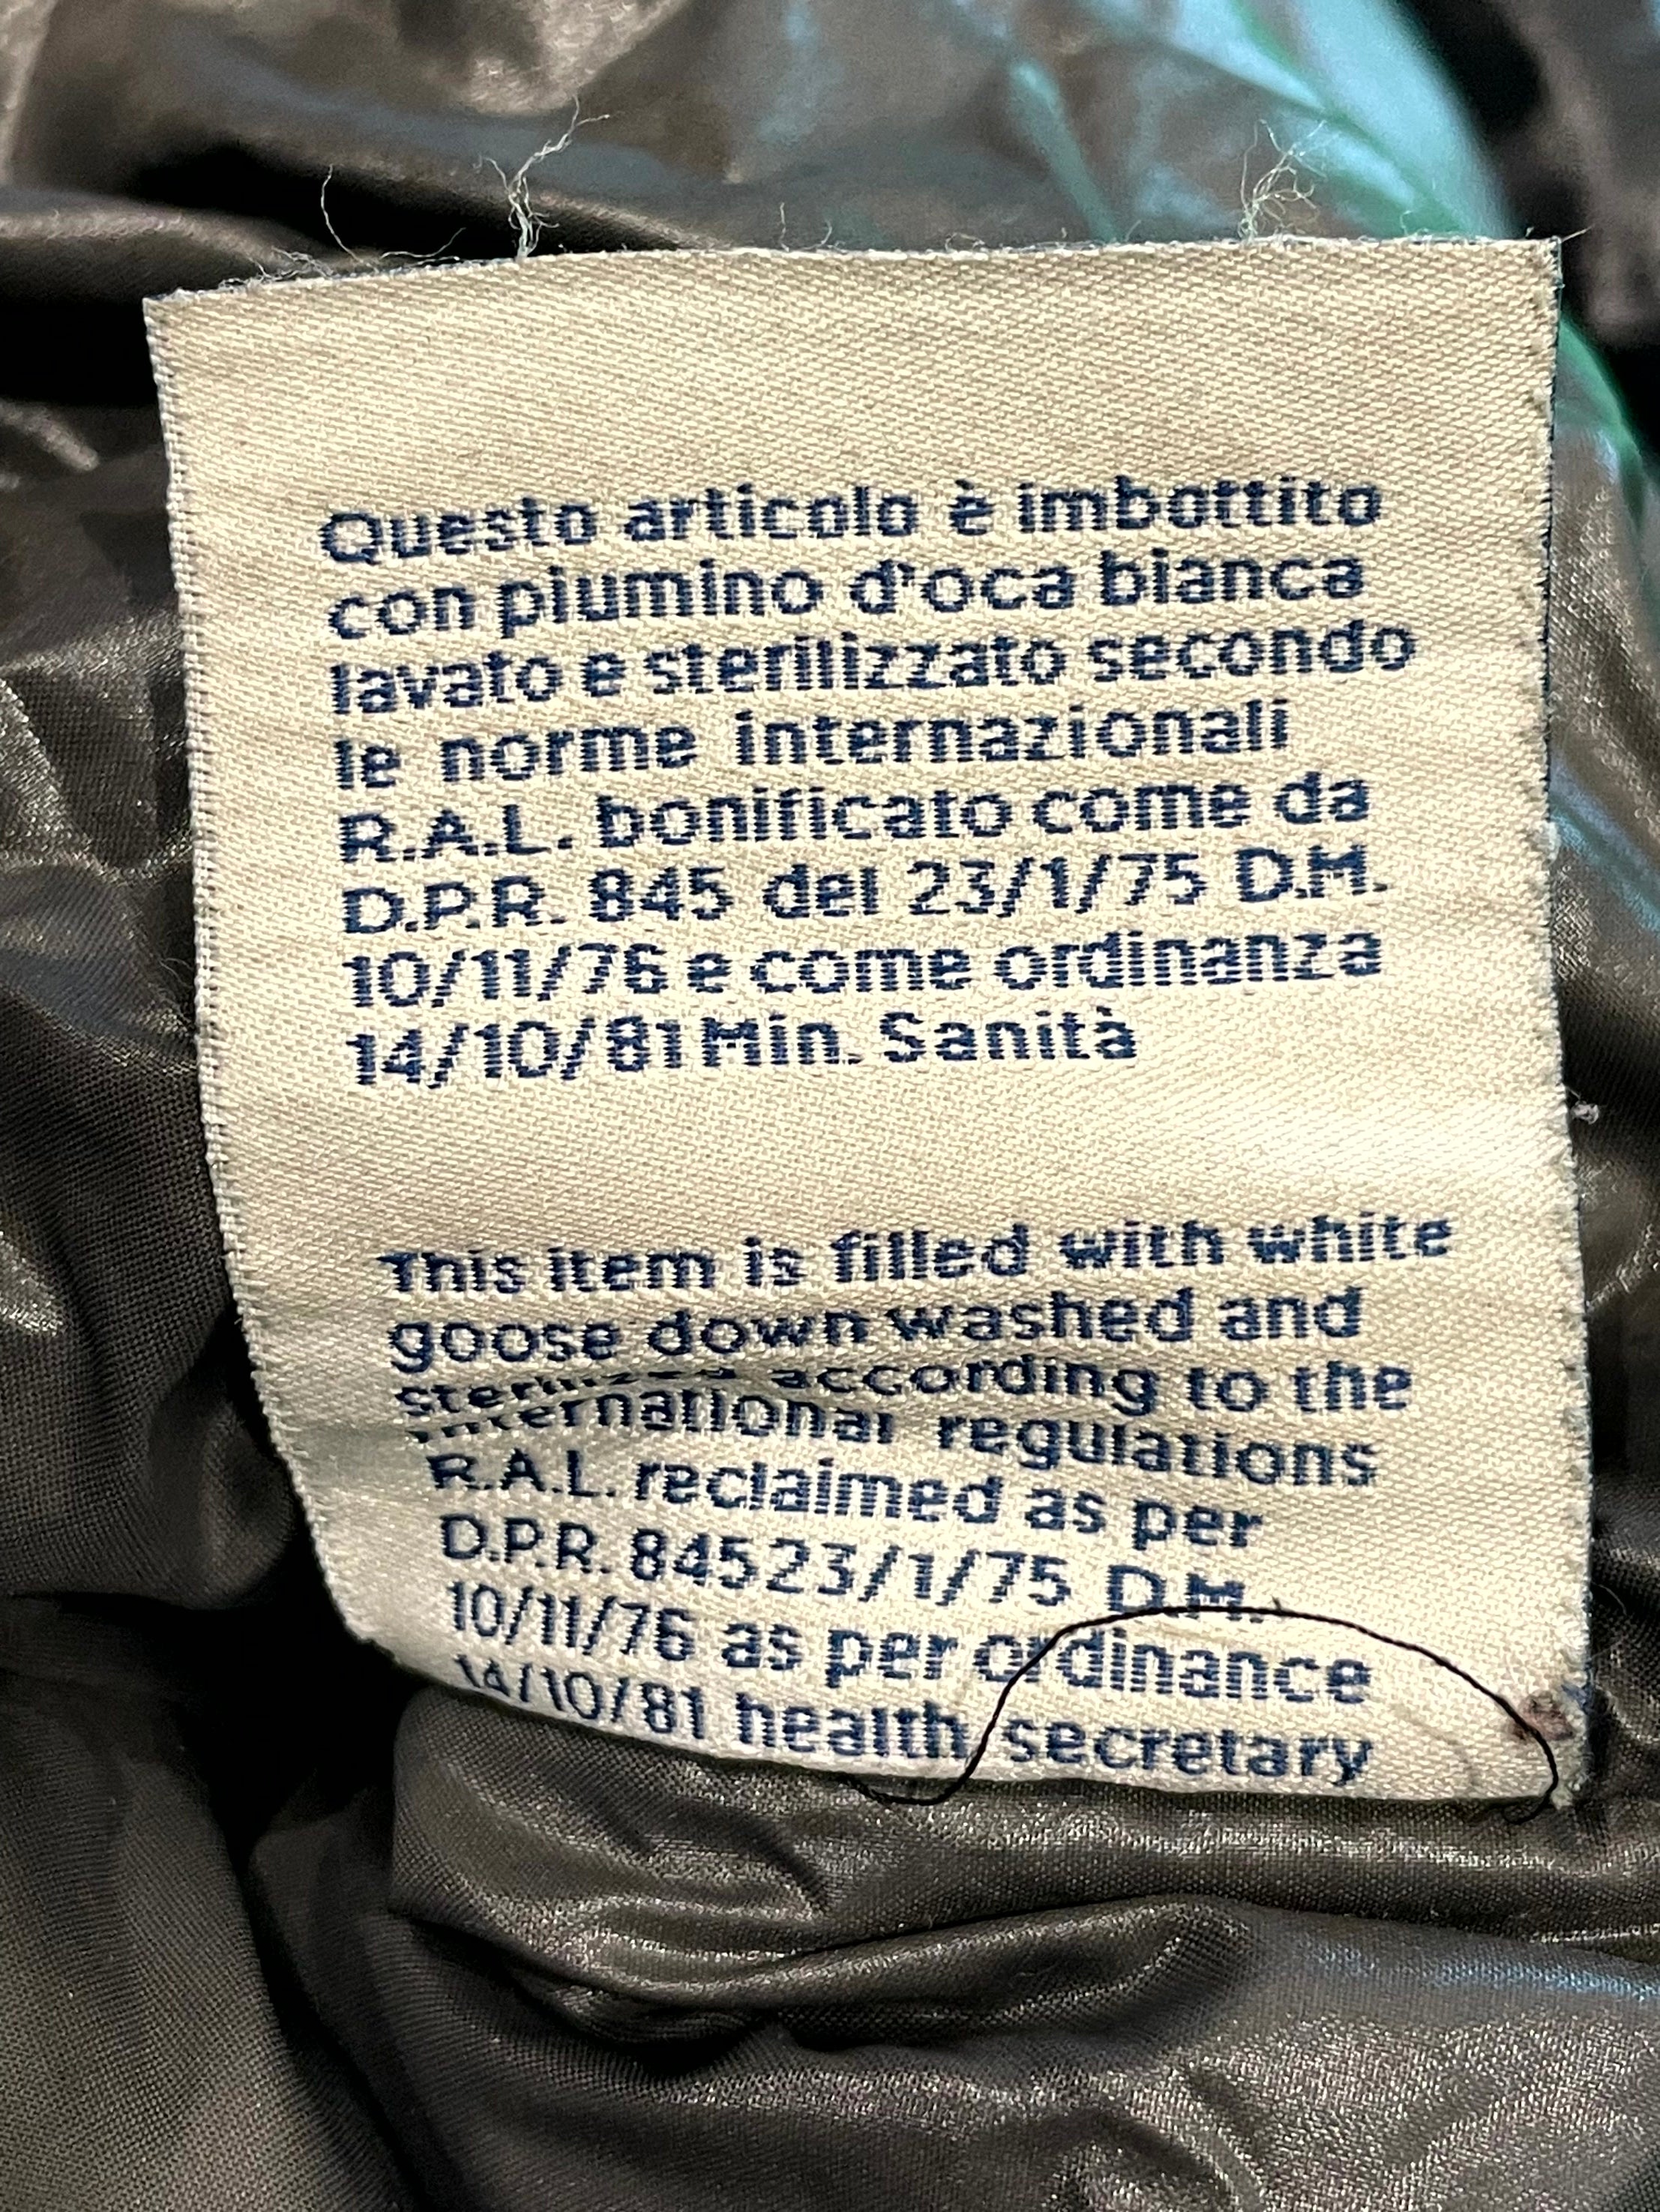 Questo articolo è imbottito
con piumino d'oca bianca
lavato e sterilizzato secondo
le norme internazionali
R.A.L. bonificato come da
D.P.R. 845 del 23/1/75 D.M.
10/11/76 e come ordinanza
14/10/81 Min. Sanità
This item is filled with white
goose down washed and
sterilized according to the
international regulations
R.A.L. reclaimed as per
D.P.R. 84523/1/75 D.M.
10/11/76 as per ordinance
14/10/81 health secretary